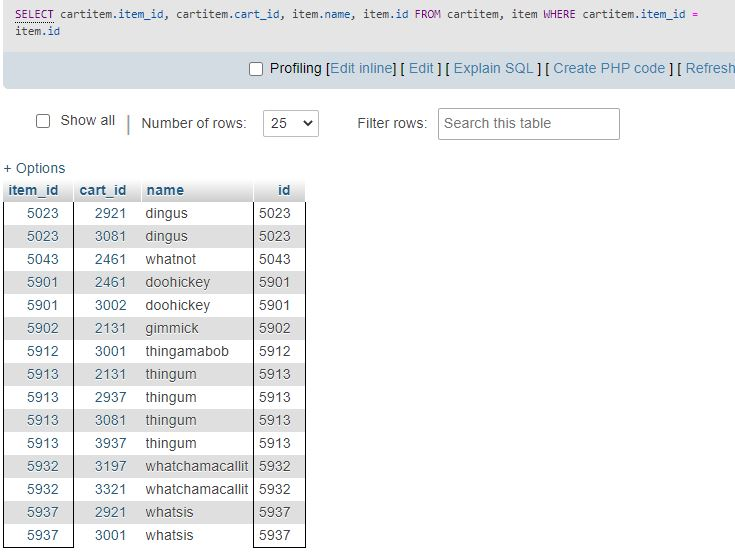 SELECT cartitem.item_id, cartitem.cart_id, item.name, item.id FROM cartitem, item WHERE cartitem.item_id =
item.id
Profiling [Edit inline] [ Edit ] [ Explain SQL ] [ Create PHP code ] [ Refresh
Show all | Number of rows: 25 Filter rows: Search this table
+ Options
item_id cart_id name id
5023 2921 dingus 5023
5023 3081 dingus 5023
5043 2461 whatnot 5043
5901 2461 doohickey 5901
5901 3002 doohickey 5901
5902 2131 gimmick 5902
5912 3001 thingamabob 5912
5913 2131 thingum 5913
5913 2937 thingum 5913
5913 3081 thingum 5913
5913 3937 thingum 5913
5932 3197 whatchamacallit 5932
5932 3321 whatchamacallit 5932
5937 2921 whatsis 5937
5937 3001 whatsis 5937